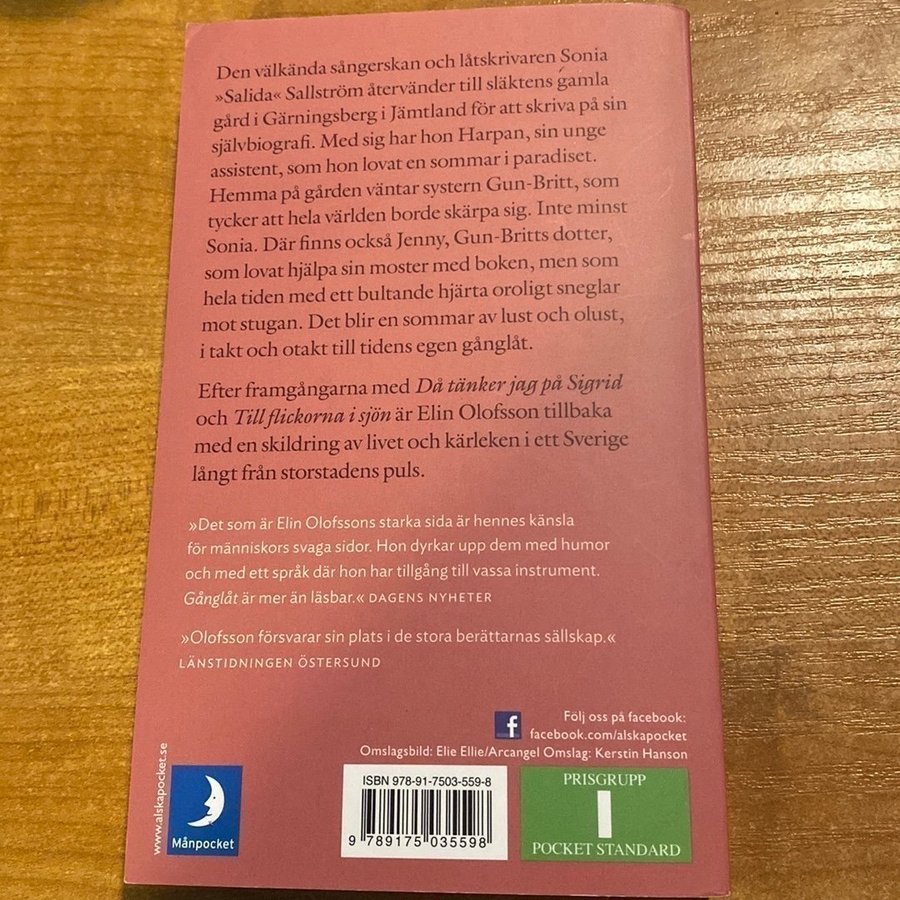 Den välkända sångerskan och låtskrivaren Sonia
»Salida« Sallström återvänder till släktens gamla
gård i Gärningsberg i Jämtland för att skriva på sin
självbiografi. Med sig har hon Harpan, sin unge
assistent, som hon lovat en sommar i paradiset.
Hemma på gården väntar systern Gun-Britt, som
tycker att hela världen borde skärpa sig. Inte minst
Sonia. Där finns också Jenny, Gun-Britts dotter,
som lovat hjälpa sin moster med boken, men som
hela tiden med ett bultande hjärta oroligt sneglar
mot stugan. Det blir en sommar av lust och olust,
i takt och otakt till tidens egen gånglåt.
Efter framgångarna med Då tänker jag på Sigrid
och Till flickorna i sjön är Elin Olofsson tillbaka
med en skildring av livet och kärleken i ett Sverige
långt från storstadens puls.
»Det som är Elin Olofssons starka sida är hennes känsla
för människors svaga sidor. Hon dyrkar upp dem med humor
och med ett språk där hon har tillgång till vassa instrument.
Gånglåt är mer än läsbar.« DAGENS NYHETER
»Olofsson försvarar sin plats i de stora berättarnas sällskap.«
LÄNSTIDNINGEN ÖSTERSUND
f
Följ oss på facebook:
facebook.com/alskapocket
Omslagsbild: Elie Ellie/Arcangel Omslag: Kerstin Hanson
www.alskapocket.se
Månpocket
ISBN 978-91-7503-559-8
9 789175 035598
PRISGRUPP
I
POCKET STANDARD